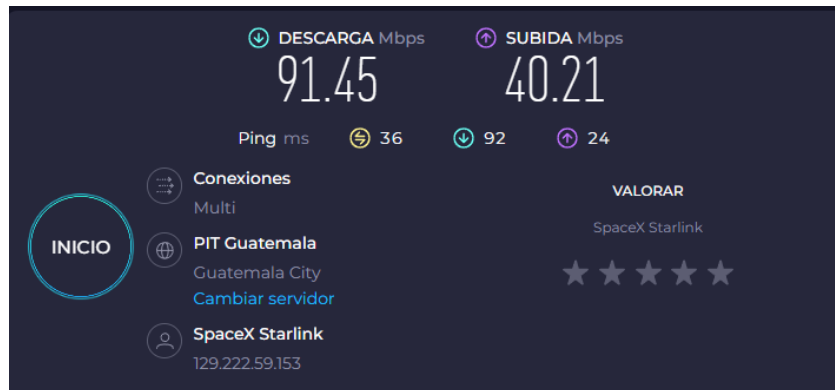 DESCARGA Mbps
91.45
SUBIDA Mbps
40.21
Ping ms 36 92 24
Conexiones
Multi
PIT Guatemala
Guatemala City
Cambiar servidor
SpaceX Starlink
129.222.59.153
INICIO
VALORAR
SpaceX Starlink